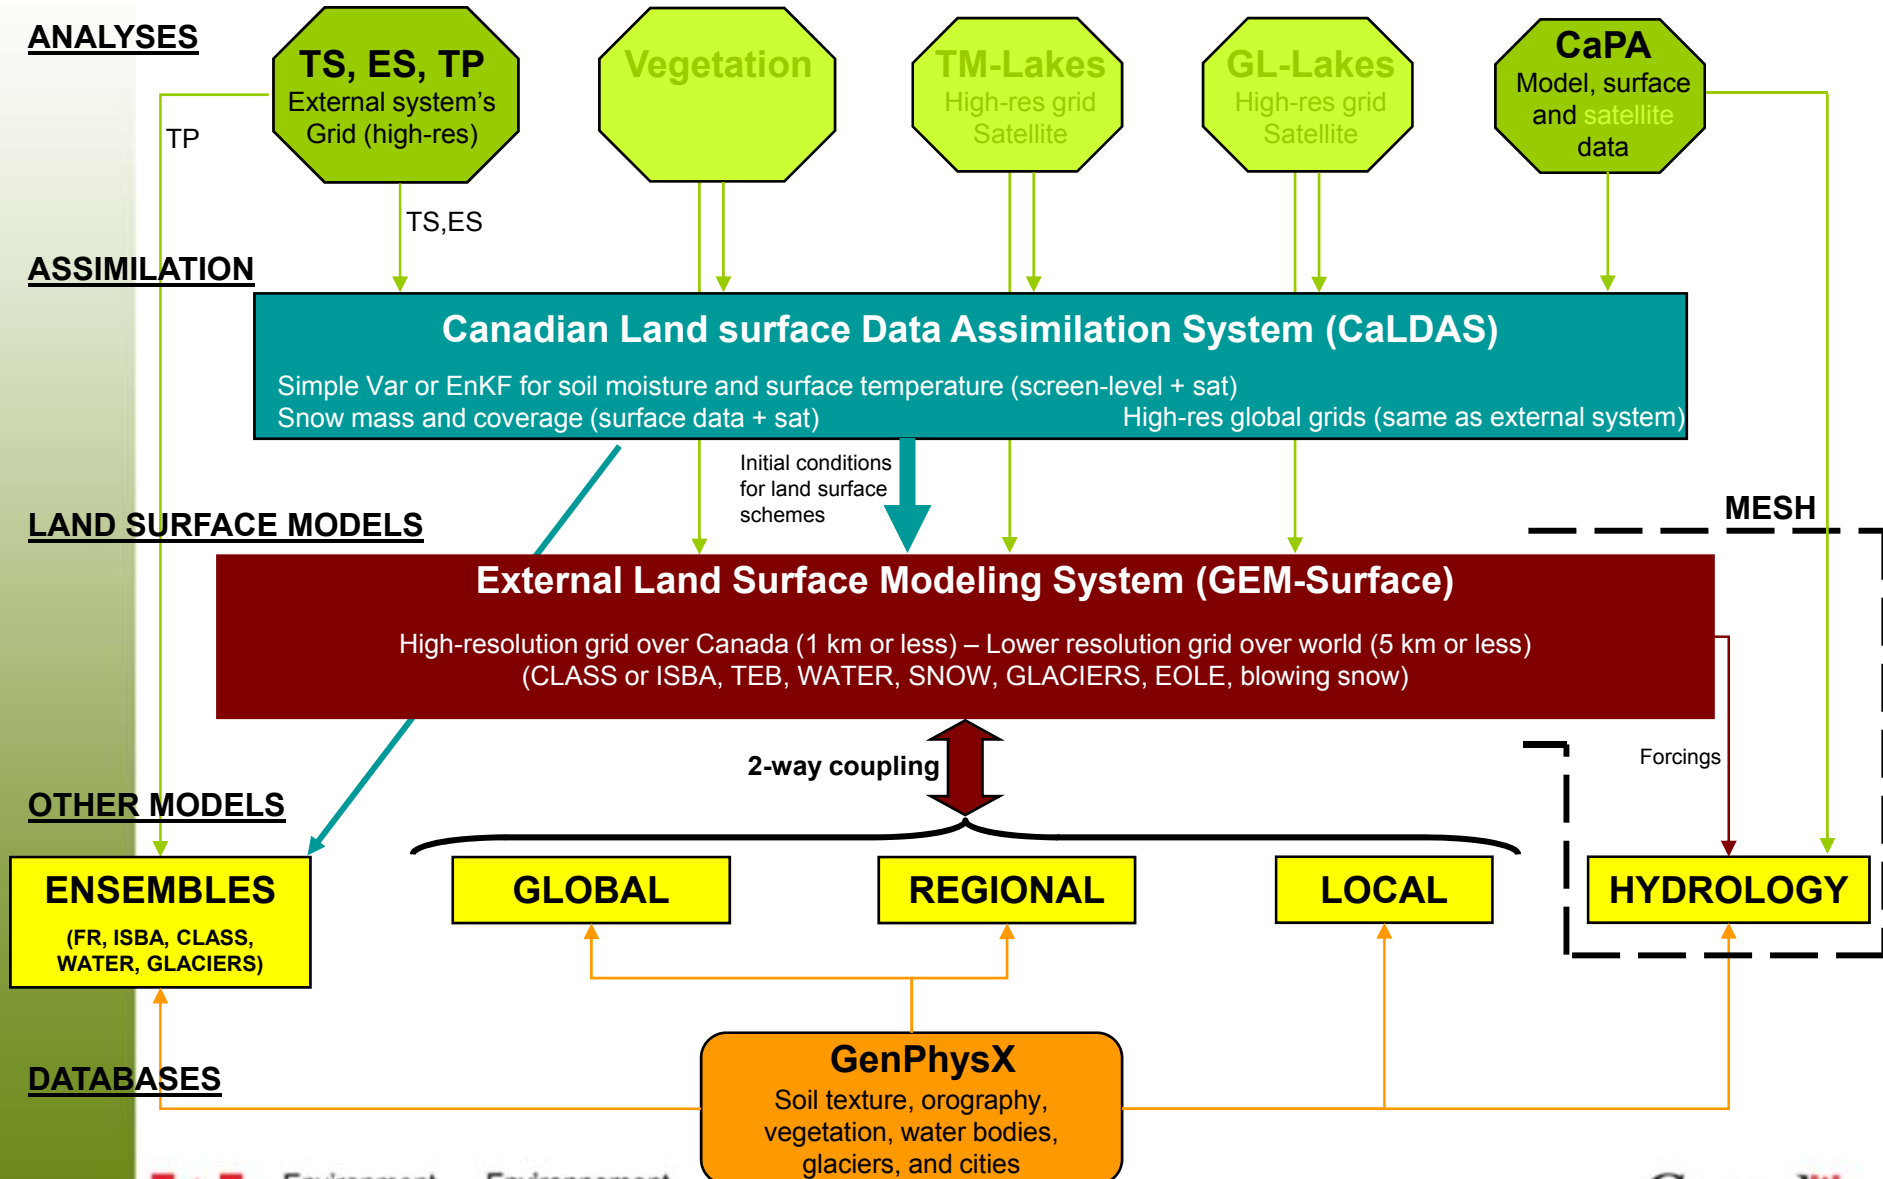 ANALYSES
TS, ES, TP
External system's
Grid (high-res)
Vegetation
TM-Lakes
High-res grid
Satellite
GL-Lakes
High-res grid
Satellite
CaPA
Model, surface
and satellite
data
TP
TS,ES
ASSIMILATION
Canadian Land surface Data Assimilation System (CaLDAS)
Simple Var or EnKF for soil moisture and surface temperature (screen-level + sat)
Snow mass and coverage (surface data + sat)
High-res global grids (same as external system)
Initial conditions
for land surface
schemes
MESH
LAND SURFACE MODELS
External Land Surface Modeling System (GEM-Surface)
High-resolution grid over Canada (1 km or less) – Lower resolution grid over world (5 km or less)
(CLASS or ISBA, TEB, WATER, SNOW, GLACIERS, EOLE, blowing snow)
2-way coupling
Forcings
OTHER MODELS
ENSEMBLES
(FR, ISBA, CLASS,
WATER, GLACIERS)
GLOBAL
REGIONAL
LOCAL
HYDROLOGY
DATABASES
GenPhysX
Soil texture, orography,
vegetation, water bodies,
glaciers, and cities
Environment
Environnement